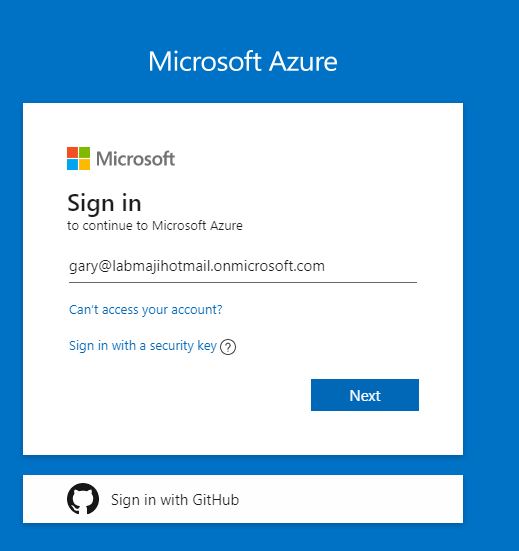 Microsoft Azure
Microsoft
Sign in
to continue to Microsoft Azure
gary@labmajihotmail.onmicrosoft.com
Can't access your account?
Sign in with a security key ?
Next
Sign in with GitHub